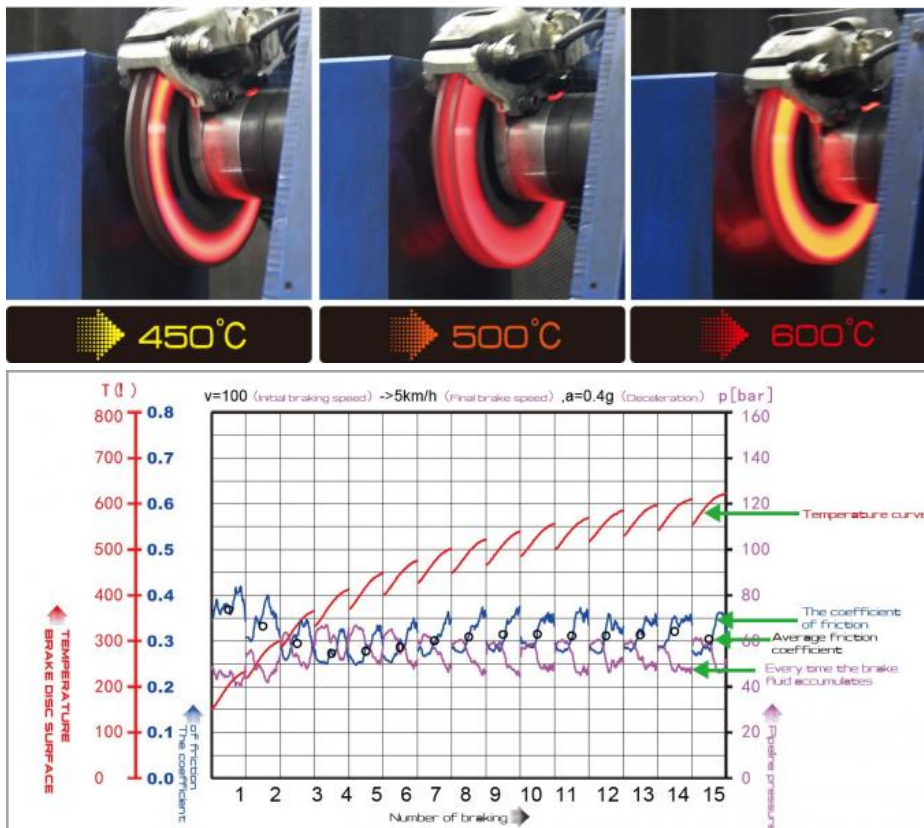 450°C
500°C
600°C
T(!)
v=100 (Initial braking speed) ->5km/h (Final brake speed) ,a=0.4g (Deceleration)
p[bar]
800 0.8 160
700 0.7 140
600 0.6 120
500 0.5 100
400 0.4 80
300 0.3 60
200 0.2 40
100 0.1 20
0 0.0 0
Temperature curve
The coefficient
of friction
Average friction
coefficient
Every time the brake
fluid accumulates
TEMPERATURE
BRAKE DISC SURFACE
of friction
The coefficient
Pipeline pressure
1 2 3 4 5 6 7 8 9 10 11 12 13 14 15
Number of braking